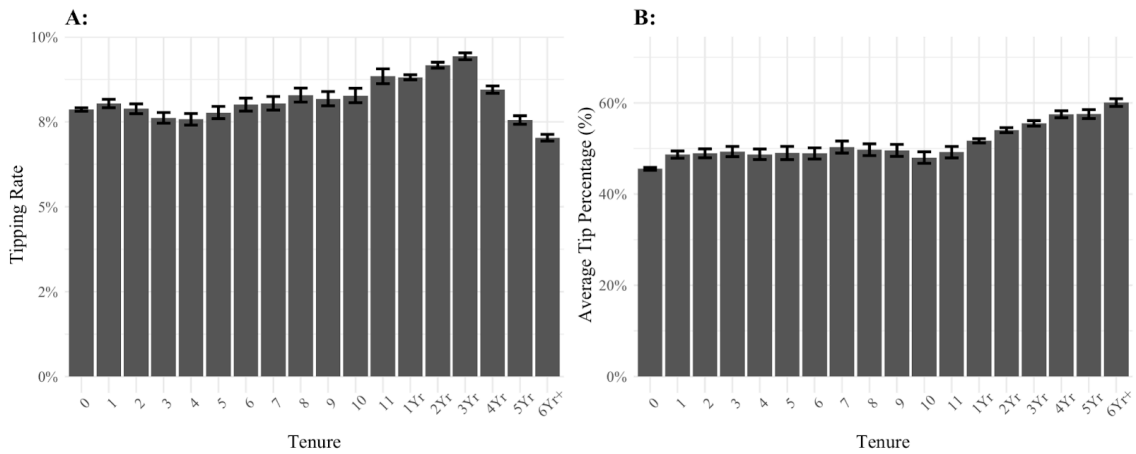 A:
10%
8%
5%
2%
0%
Tipping Rate
0 1 2 3 4 5 6 7 8 9 10 11 1Yr 2Yr 3Yr 4Yr 5Yr 6Yr+
Tenure
B:
60%
40%
20%
0%
Average Tip Percentage (%)
0 1 2 3 4 5 6 7 8 9 10 11 1Yr 2Yr 3Yr 4Yr 5Yr 6Yr+
Tenure